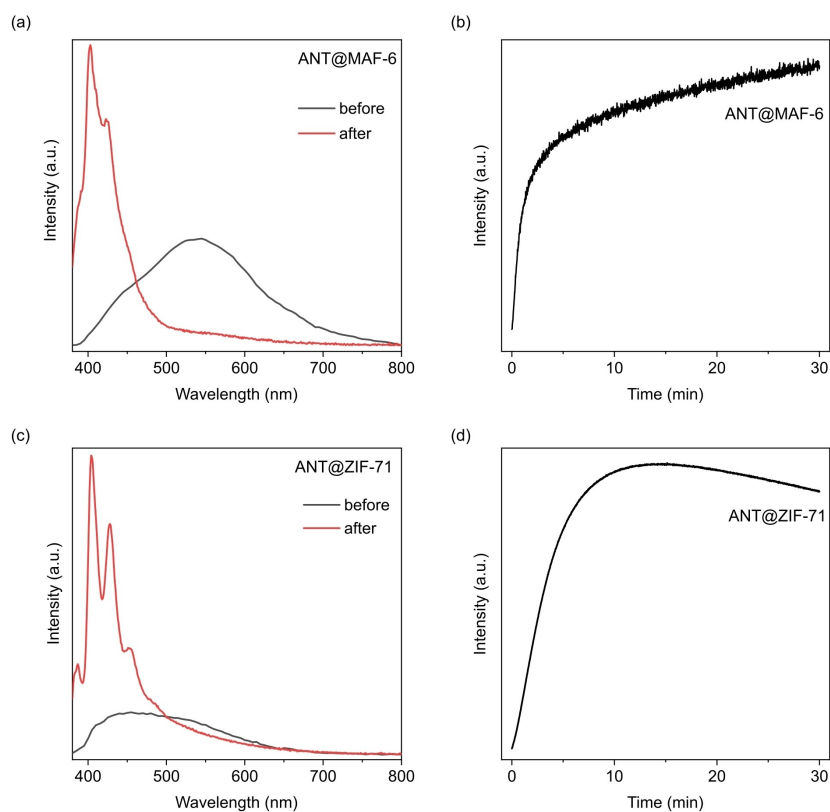 (a)
ANT@MAF-6
before
after
Intensity (a.u.)
400 500 600 700 800
Wavelength (nm)
(b)
ANT@MAF-6
Intensity (a.u.)
0 10 20 30
Time (min)
(c)
ANT@ZIF-71
before
after
Intensity (a.u.)
400 500 600 700 800
Wavelength (nm)
(d)
ANT@ZIF-71
Intensity (a.u.)
0 10 20 30
Time (min)